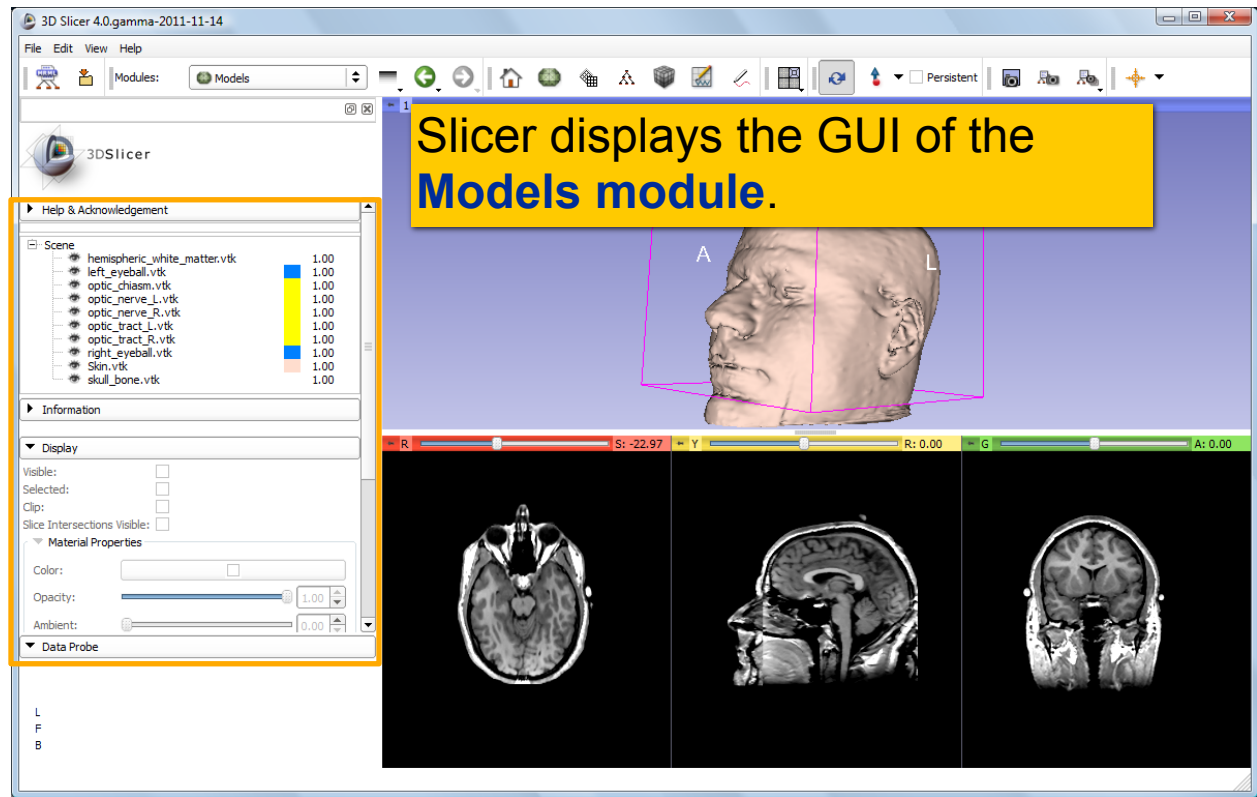 3D Slicer 4.0.gamma-2011-11-14
File Edit View Help
Modules: Models Persistent
1
Slicer displays the GUI of the
Models module.
3DSlicer
Help & Acknowledgement
Scene
hemispheric_white_matter.vtk 1.00
left_eyeball.vtk 1.00
optic_chiasm.vtk 1.00
optic_nerve_L.vtk 1.00
optic_nerve_R.vtk 1.00
optic_tract_L.vtk 1.00
optic_tract_R.vtk 1.00
right_eyeball.vtk 1.00
Skin.vtk 1.00
skull_bone.vtk 1.00
A L
Information
Display
R S: -22.97 Y R: 0.00 G A: 0.00
Visible:
Selected:
Clip:
Slice Intersections Visible:
Material Properties
Color:
Opacity: 1.00
Ambient: 0.00
Data Probe
L
F
B